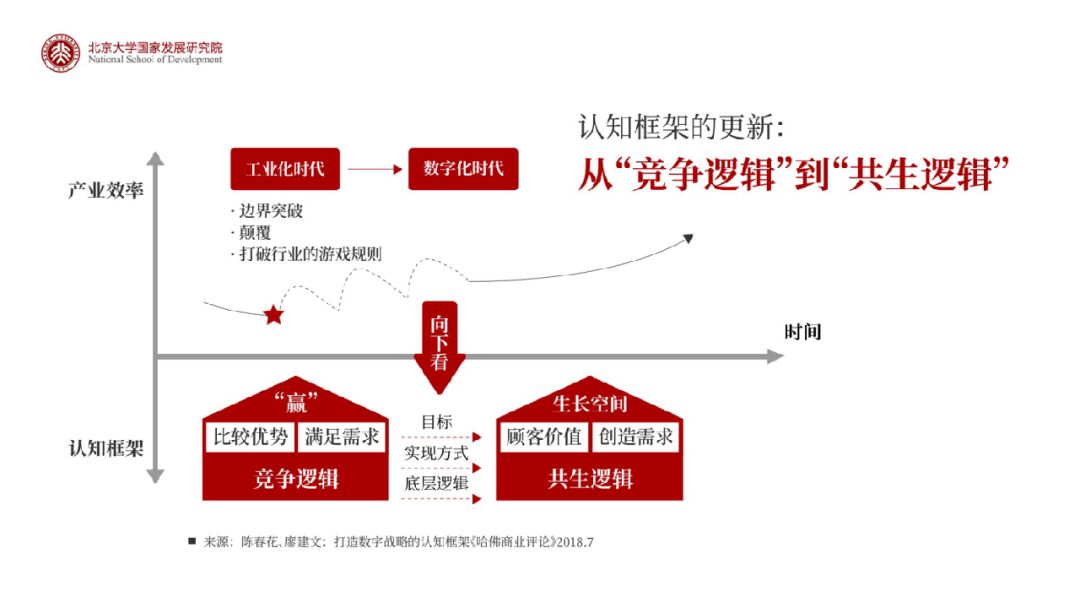 北京大学国家发展研究院
National School of Development
认知框架的更新：
从“竞争逻辑”到“共生逻辑”
产业效率
工业化时代
数字化时代
· 边界突破
· 颠覆
· 打破行业的游戏规则
向下看
时间
认知框架
“赢”
比较优势
满足需求
竞争逻辑
目标
实现方式
底层逻辑
生长空间
顾客价值
创造需求
共生逻辑
■ 来源：陈春花、廖建文：打造数字战略的认知框架《哈佛商业评论》2018.7